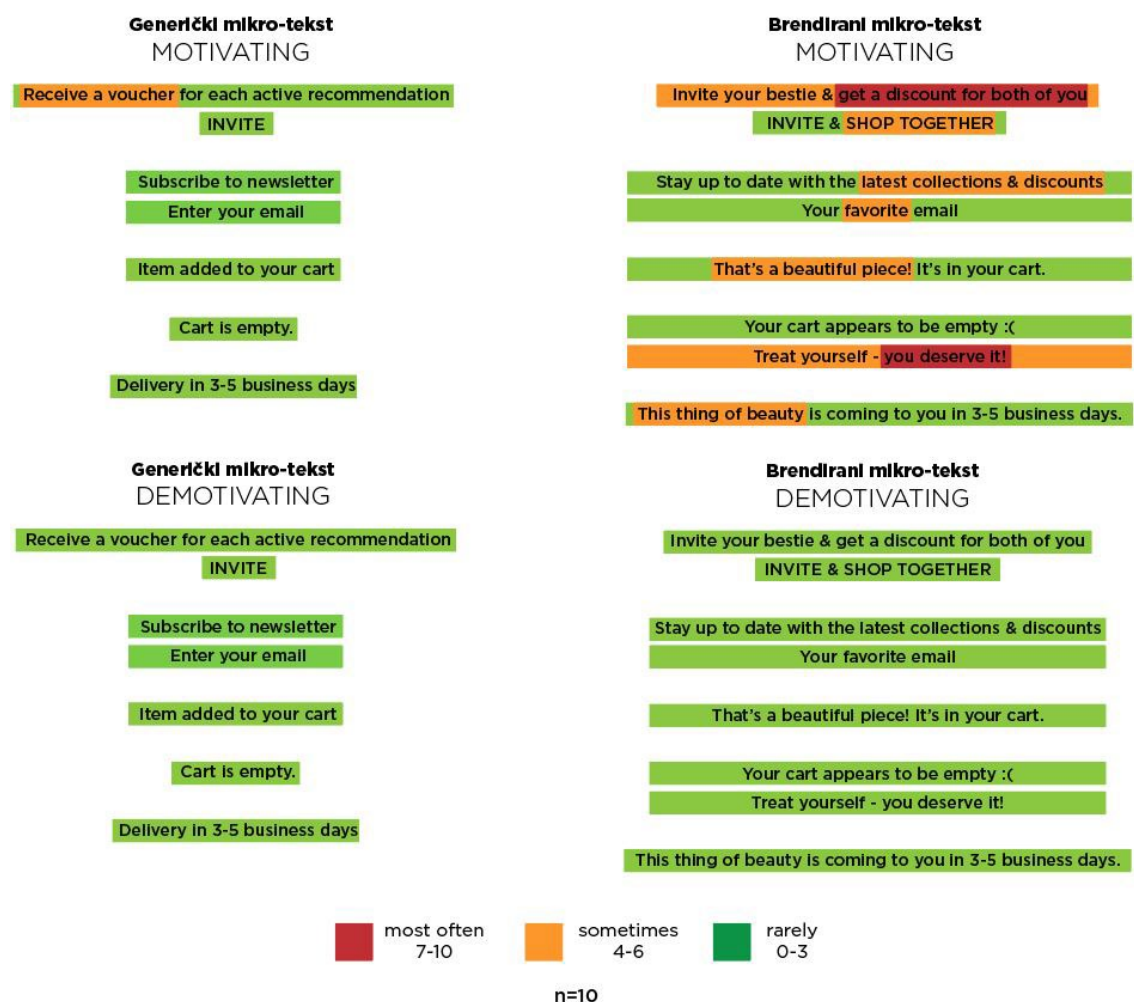 Generički mikro-tekst
MOTIVATING
Receive a voucher for each active recommendation
INVITE
Subscribe to newsletter
Enter your email
Item added to your cart
Cart is empty.
Delivery in 3-5 business days
Brendirani mikro-tekst
MOTIVATING
Invite your bestie & get a discount for both of you
INVITE & SHOP TOGETHER
Stay up to date with the latest collections & discounts
Your favorite email
That's a beautiful piece! It's in your cart.
Your cart appears to be empty :(
Treat yourself - you deserve it!
This thing of beauty is coming to you in 3-5 business days.
Generički mikro-tekst
DEMOTIVATING
Receive a voucher for each active recommendation
INVITE
Subscribe to newsletter
Enter your email
Item added to your cart
Cart is empty.
Delivery in 3-5 business days
Brendirani mikro-tekst
DEMOTIVATING
Invite your bestie & get a discount for both of you
INVITE & SHOP TOGETHER
Stay up to date with the latest collections & discounts
Your favorite email
That's a beautiful piece! It's in your cart.
Your cart appears to be empty :(
Treat yourself - you deserve it!
This thing of beauty is coming to you in 3-5 business days.
most often
7-10
sometimes
4-6
rarely
0-3
n=10